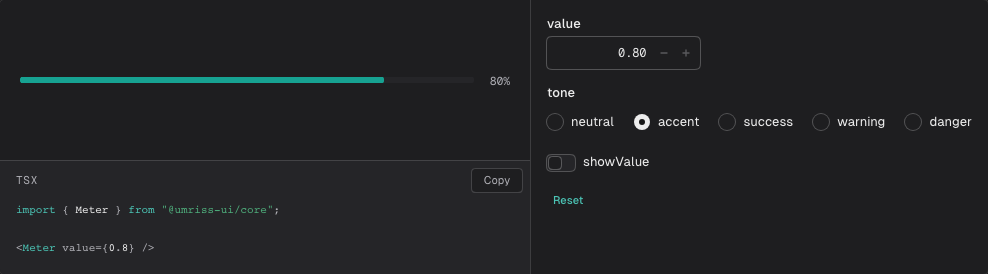 80%
TSX
Copy
import { Meter } from "@umriss-ui/core";
<Meter value={0.8} />
value
0.80 − +
tone
neutral accent success warning danger
showValue
Reset